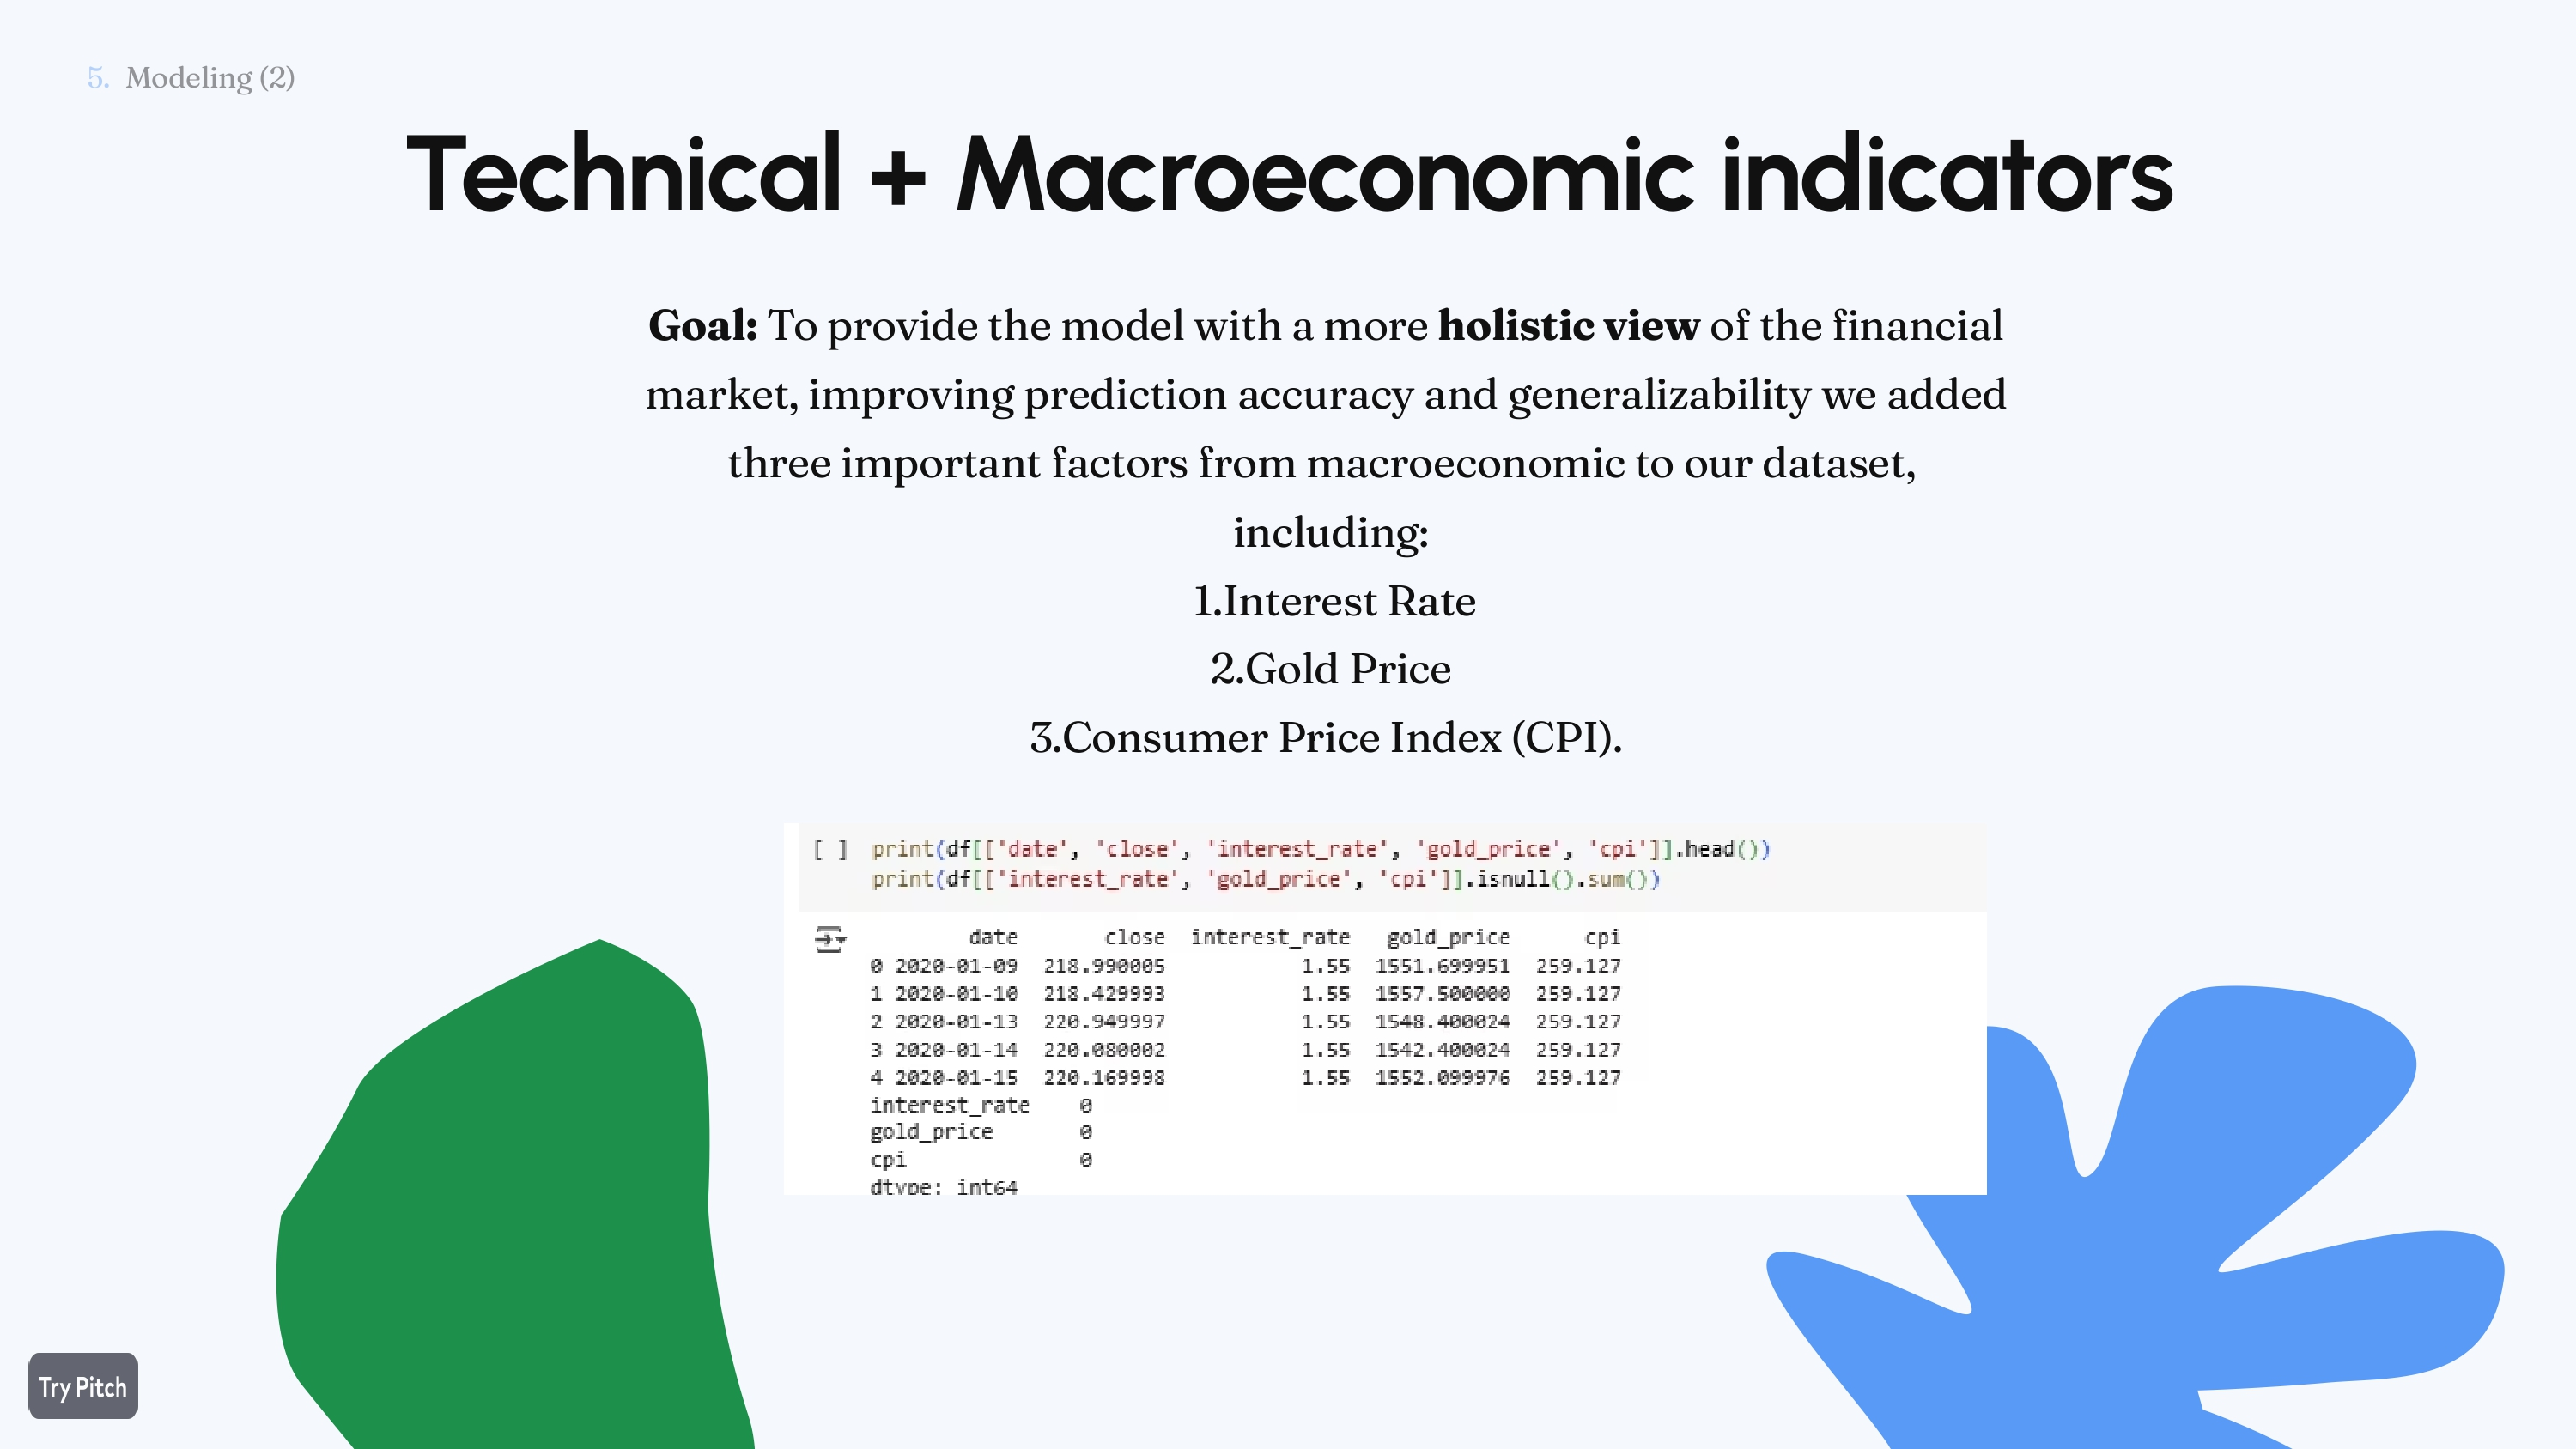 5. Modeling (2)
Technical + Macroeconomic indicators
Goal: To provide the model with a more holistic view of the financial
market, improving prediction accuracy and generalizability we added
three important factors from macroeconomic to our dataset,
including:
1.Interest Rate
2.Gold Price
3.Consumer Price Index (CPI).
[ ] print(df[['date', 'close', 'interest_rate', 'gold_price', 'cpi']].head())
print(df[['interest_rate', 'gold_price', 'cpi']].isnull().sum())
date close interest_rate gold_price cpi
0 2020-01-09 218.990005 1.55 1551.699951 259.127
1 2020-01-10 218.429993 1.55 1557.500000 259.127
2 2020-01-13 220.949997 1.55 1548.400024 259.127
3 2020-01-14 220.080002 1.55 1542.400024 259.127
4 2020-01-15 220.169998 1.55 1552.099976 259.127
interest_rate 0
gold_price 0
cpi 0
dtype: int64
Try Pitch